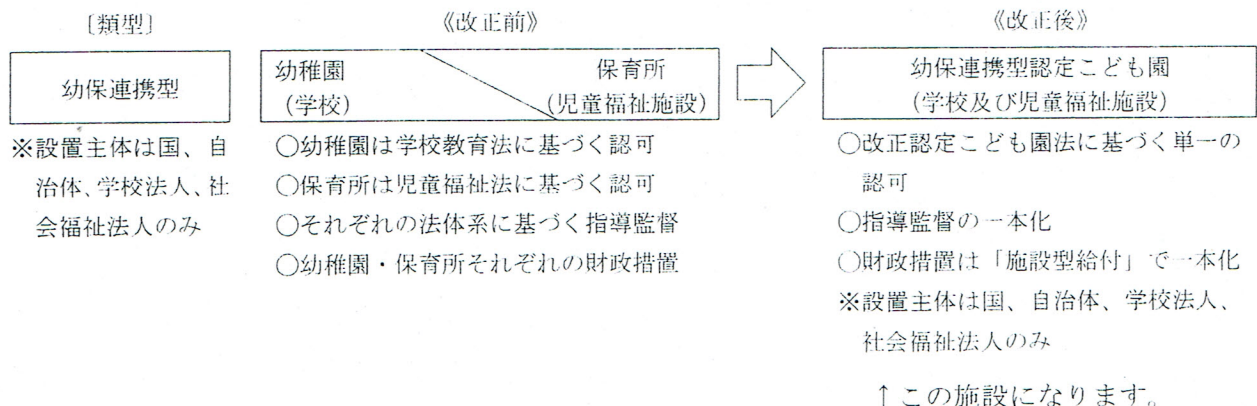 〔類型〕
幼保連携型
※設置主体は国、自
治体、学校法人、社
会福祉法人のみ
《改正前》
幼稚園
(学校)
保育所
(児童福祉施設)
○幼稚園は学校教育法に基づく認可
○保育所は児童福祉法に基づく認可
○それぞれの法体系に基づく指導監督
○幼稚園・保育所それぞれの財政措置
《改正後》
幼保連携型認定こども園
(学校及び児童福祉施設)
○改正認定こども園法に基づく単一の
認可
○指導監督の一本化
○財政措置は「施設型給付」で一本化
※設置主体は国、自治体、学校法人、
社会福祉法人のみ
↑この施設になります。